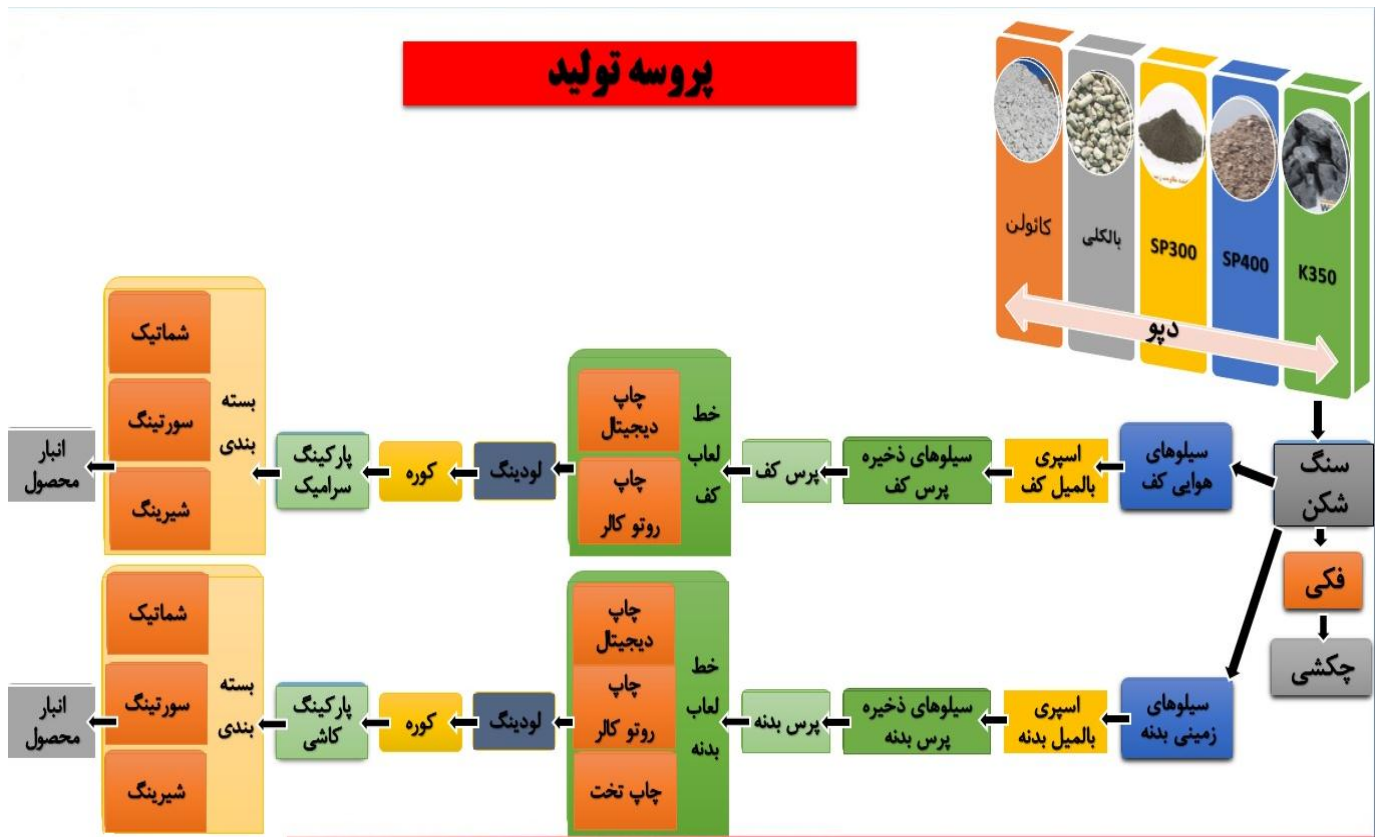 پروسه تولید
کائولن
بالکلی
SP300
SP400
K350
دپو
سنگ
شکن
فکی
چکشی
سیلوهای
هوایی کف
اسپری
بالمیل کف
سیلوهای ذخیره
پرس کف
پرس کف
خط
لعاب
کف
چاپ
دیجیتال
چاپ
روتو کالر
لودینگ
کوره
پارکینگ
سرامیک
بسته
بندی
شماتیک
سورتینگ
شیرینگ
انبار
محصول
سیلوهای
زمینی بدنه
اسپری
بالمیل بدنه
سیلوهای ذخیره
پرس بدنه
پرس بدنه
خط
لعاب
بدنه
چاپ
دیجیتال
چاپ
روتو کالر
چاپ تخت
لودینگ
کوره
پارکینگ
کاشی
بسته
بندی
شماتیک
سورتینگ
شیرینگ
انبار
محصول